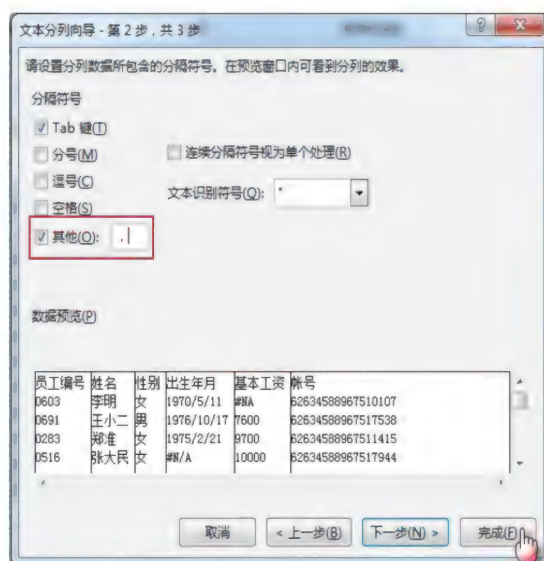 文本分列向导 - 第 2 步，共 3 步
请设置分列数据所包含的分隔符号。在预览窗口内可看到分列的效果。
分隔符号
Tab 键(T)
分号(M)
连续分隔符号视为单个处理(R)
逗号(C)
文本识别符号(Q): "
空格(S)
其他(O): ，
数据预览(P)
员工编号 姓名 性别 出生年月 基本工资 帐号
0603 李明 女 1970/5/11 #NA 62634588967510107
0691 王小二 男 1976/10/17 7600 62634588967517538
0283 郑准 女 1975/2/21 9700 62634588967511415
0516 张大民 女 #N/A 10000 62634588967517944
取消 < 上一步(B) 下一步(N) > 完成(F)